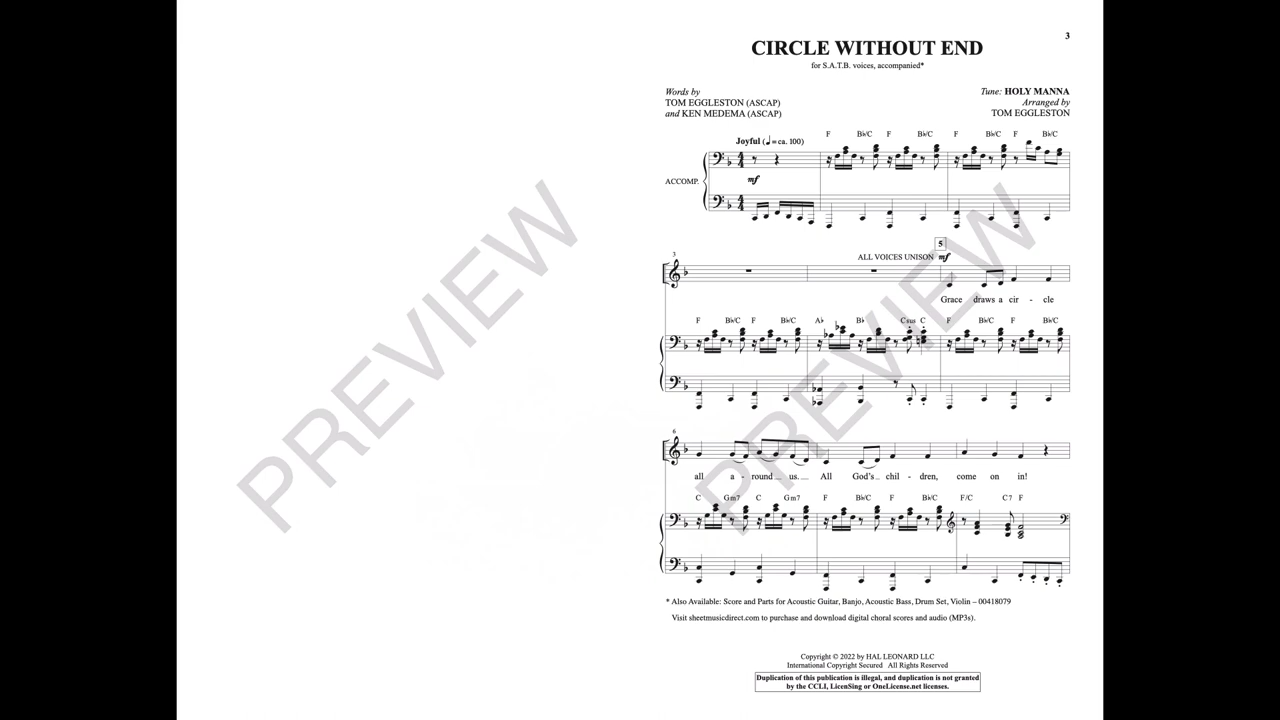 3
CIRCLE WITHOUT END
for S.A.T.B. voices, accompanied*
Words by
TOM EGGLESTON (ASCAP)
and KEN MEDEMA (ASCAP)
Tune: HOLY MANNA
Arranged by
TOM EGGLESTON
Joyful (♩ = ca. 100)
F B♭/C F B♭/C F B♭/C F B♭/C
ACCOMP.
mf
3
ALL VOICES UNISON
5
mf
Grace draws a cir - cle
F B♭/C F B♭/C A♭ B♭ Csus C F B♭/C F B♭/C
6
all a - round us. All God's chil - dren, come on in!
C Gm7 C Gm7 F B♭/C F B♭/C F/C C7 F
* Also Available: Score and Parts for Acoustic Guitar, Banjo, Acoustic Bass, Drum Set, Violin – 00418079
Visit sheetmusicdirect.com to purchase and download digital choral scores and audio (MP3s).
Copyright © 2022 by HAL LEONARD LLC
International Copyright Secured All Rights Reserved
Duplication of this publication is illegal, and duplication is not granted
by the CCLI, LicenSing or OneLicense.net licenses.
PREVIEW
PREVIEW